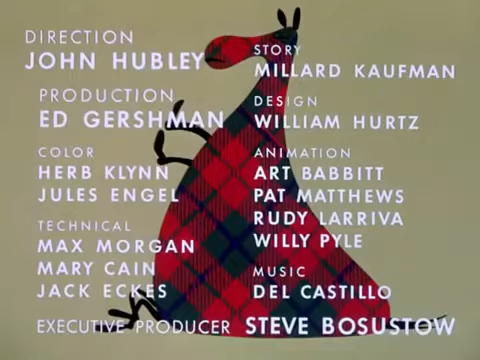 DIRECTION
JOHN HUBLEY
PRODUCTION
ED GERSHMAN
COLOR
HERB KLYNN
JULES ENGEL
TECHNICAL
MAX MORGAN
MARY CAIN
JACK ECKES
STORY
MILLARD KAUFMAN
DESIGN
WILLIAM HURTZ
ANIMATION
ART BABBITT
PAT MATTHEWS
RUDY LARRIVA
WILLY PYLE
MUSIC
DEL CASTILLO
EXECUTIVE PRODUCER STEVE BOSUSTOW